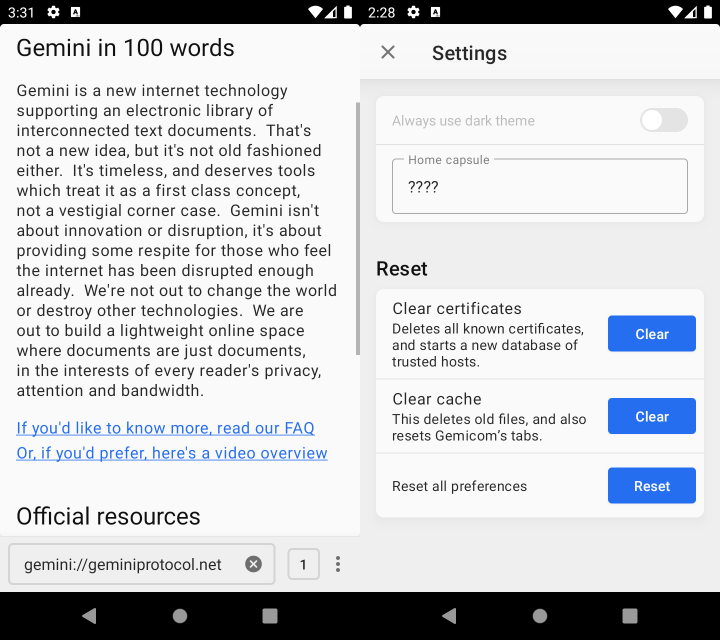 3:31
Gemini in 100 words
Gemini is a new internet technology
supporting an electronic library of
interconnected text documents.  That's
not a new idea, but it's not old fashioned
either.  It's timeless, and deserves tools
which treat it as a first class concept,
not a vestigial corner case.  Gemini isn't
about innovation or disruption, it's about
providing some respite for those who feel
the internet has been disrupted enough
already.  We're not out to change the world
or destroy other technologies.  We are
out to build a lightweight online space
where documents are just documents,
in the interests of every reader's privacy,
attention and bandwidth.
If you'd like to know more, read our FAQ
Or, if you'd prefer, here's a video overview
Official resources
gemini://geminiprotocol.net
1
2:28
Settings
Always use dark theme
Home capsule
????
Reset
Clear certificates
Deletes all known certificates,
and starts a new database of
trusted hosts.
Clear
Clear cache
This deletes old files, and also
resets Gemicom’s tabs.
Clear
Reset all preferences
Reset